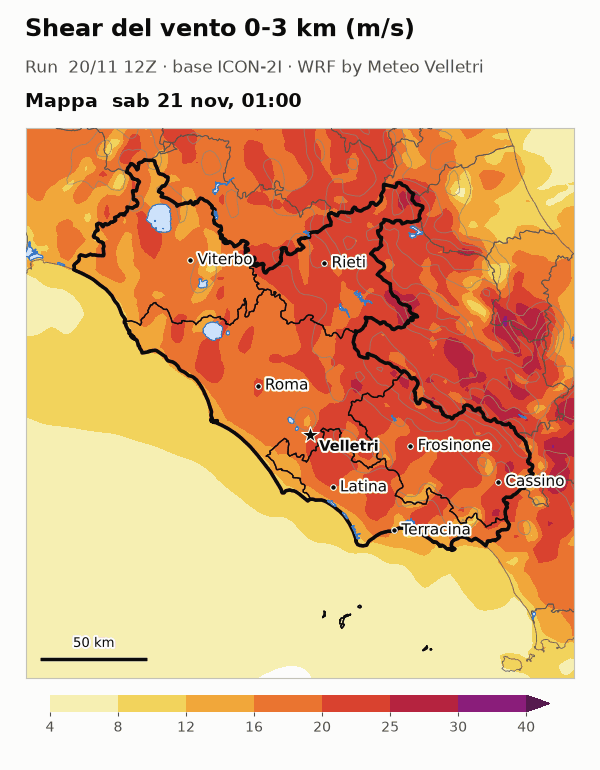 Shear del vento 0-3 km (m/s)
Run  20/11 12Z · base ICON-2I · WRF by Meteo Velletri
Mappa  sab 21 nov, 01:00
Viterbo
Rieti
Roma
Velletri
Frosinone
Latina
Cassino
Terracina
50 km
4 8 12 16 20 25 30 40